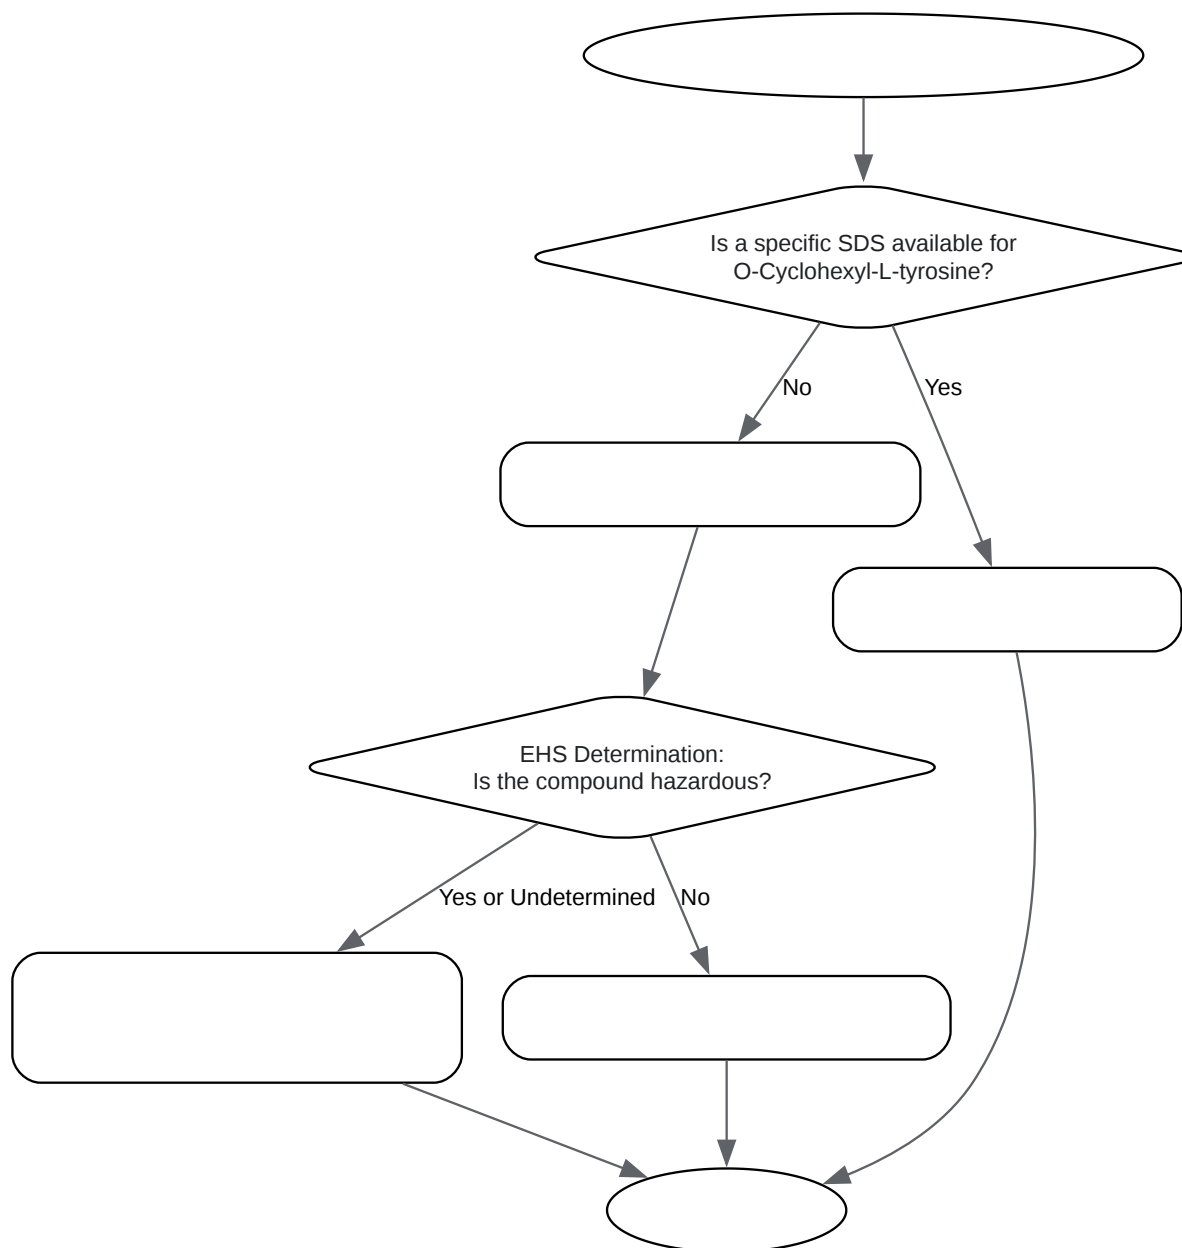 Is a specific SDS available for
O-Cyclohexyl-L-tyrosine?
No
Yes
EHS Determination:
Is the compound hazardous?
Yes or Undetermined
No